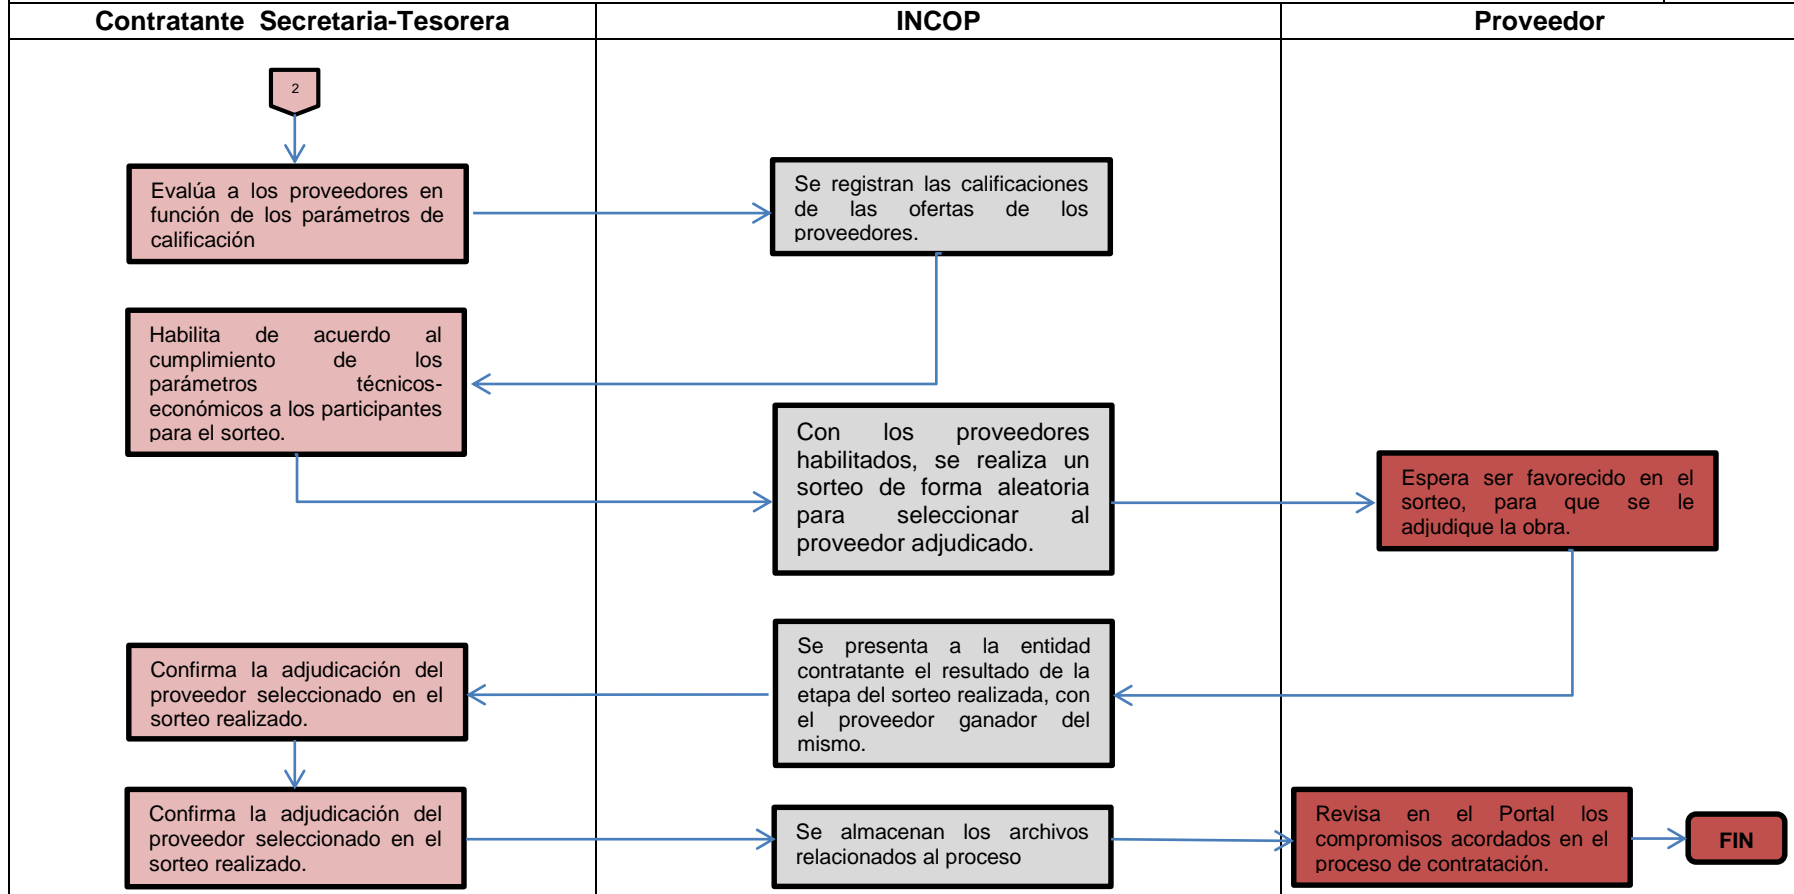 Contratante Secretaria-Tesorera
INCOP
Proveedor
2
Evalúa a los proveedores en
función de los parámetros de
calificación
Se registran las calificaciones
de las ofertas de los
proveedores.
Habilita de acuerdo al
cumplimiento de los
parámetros técnicos-
económicos a los participantes
para el sorteo.
Con los proveedores
habilitados, se realiza un
sorteo de forma aleatoria
para seleccionar al
proveedor adjudicado.
Espera ser favorecido en el
sorteo, para que se le
adjudique la obra.
Se presenta a la entidad
contratante el resultado de la
etapa del sorteo realizada, con
el proveedor ganador del
mismo.
Confirma la adjudicación del
proveedor seleccionado en el
sorteo realizado.
Confirma la adjudicación del
proveedor seleccionado en el
sorteo realizado.
Se almacenan los archivos
relacionados al proceso
Revisa en el Portal los
compromisos acordados en el
proceso de contratación.
FIN